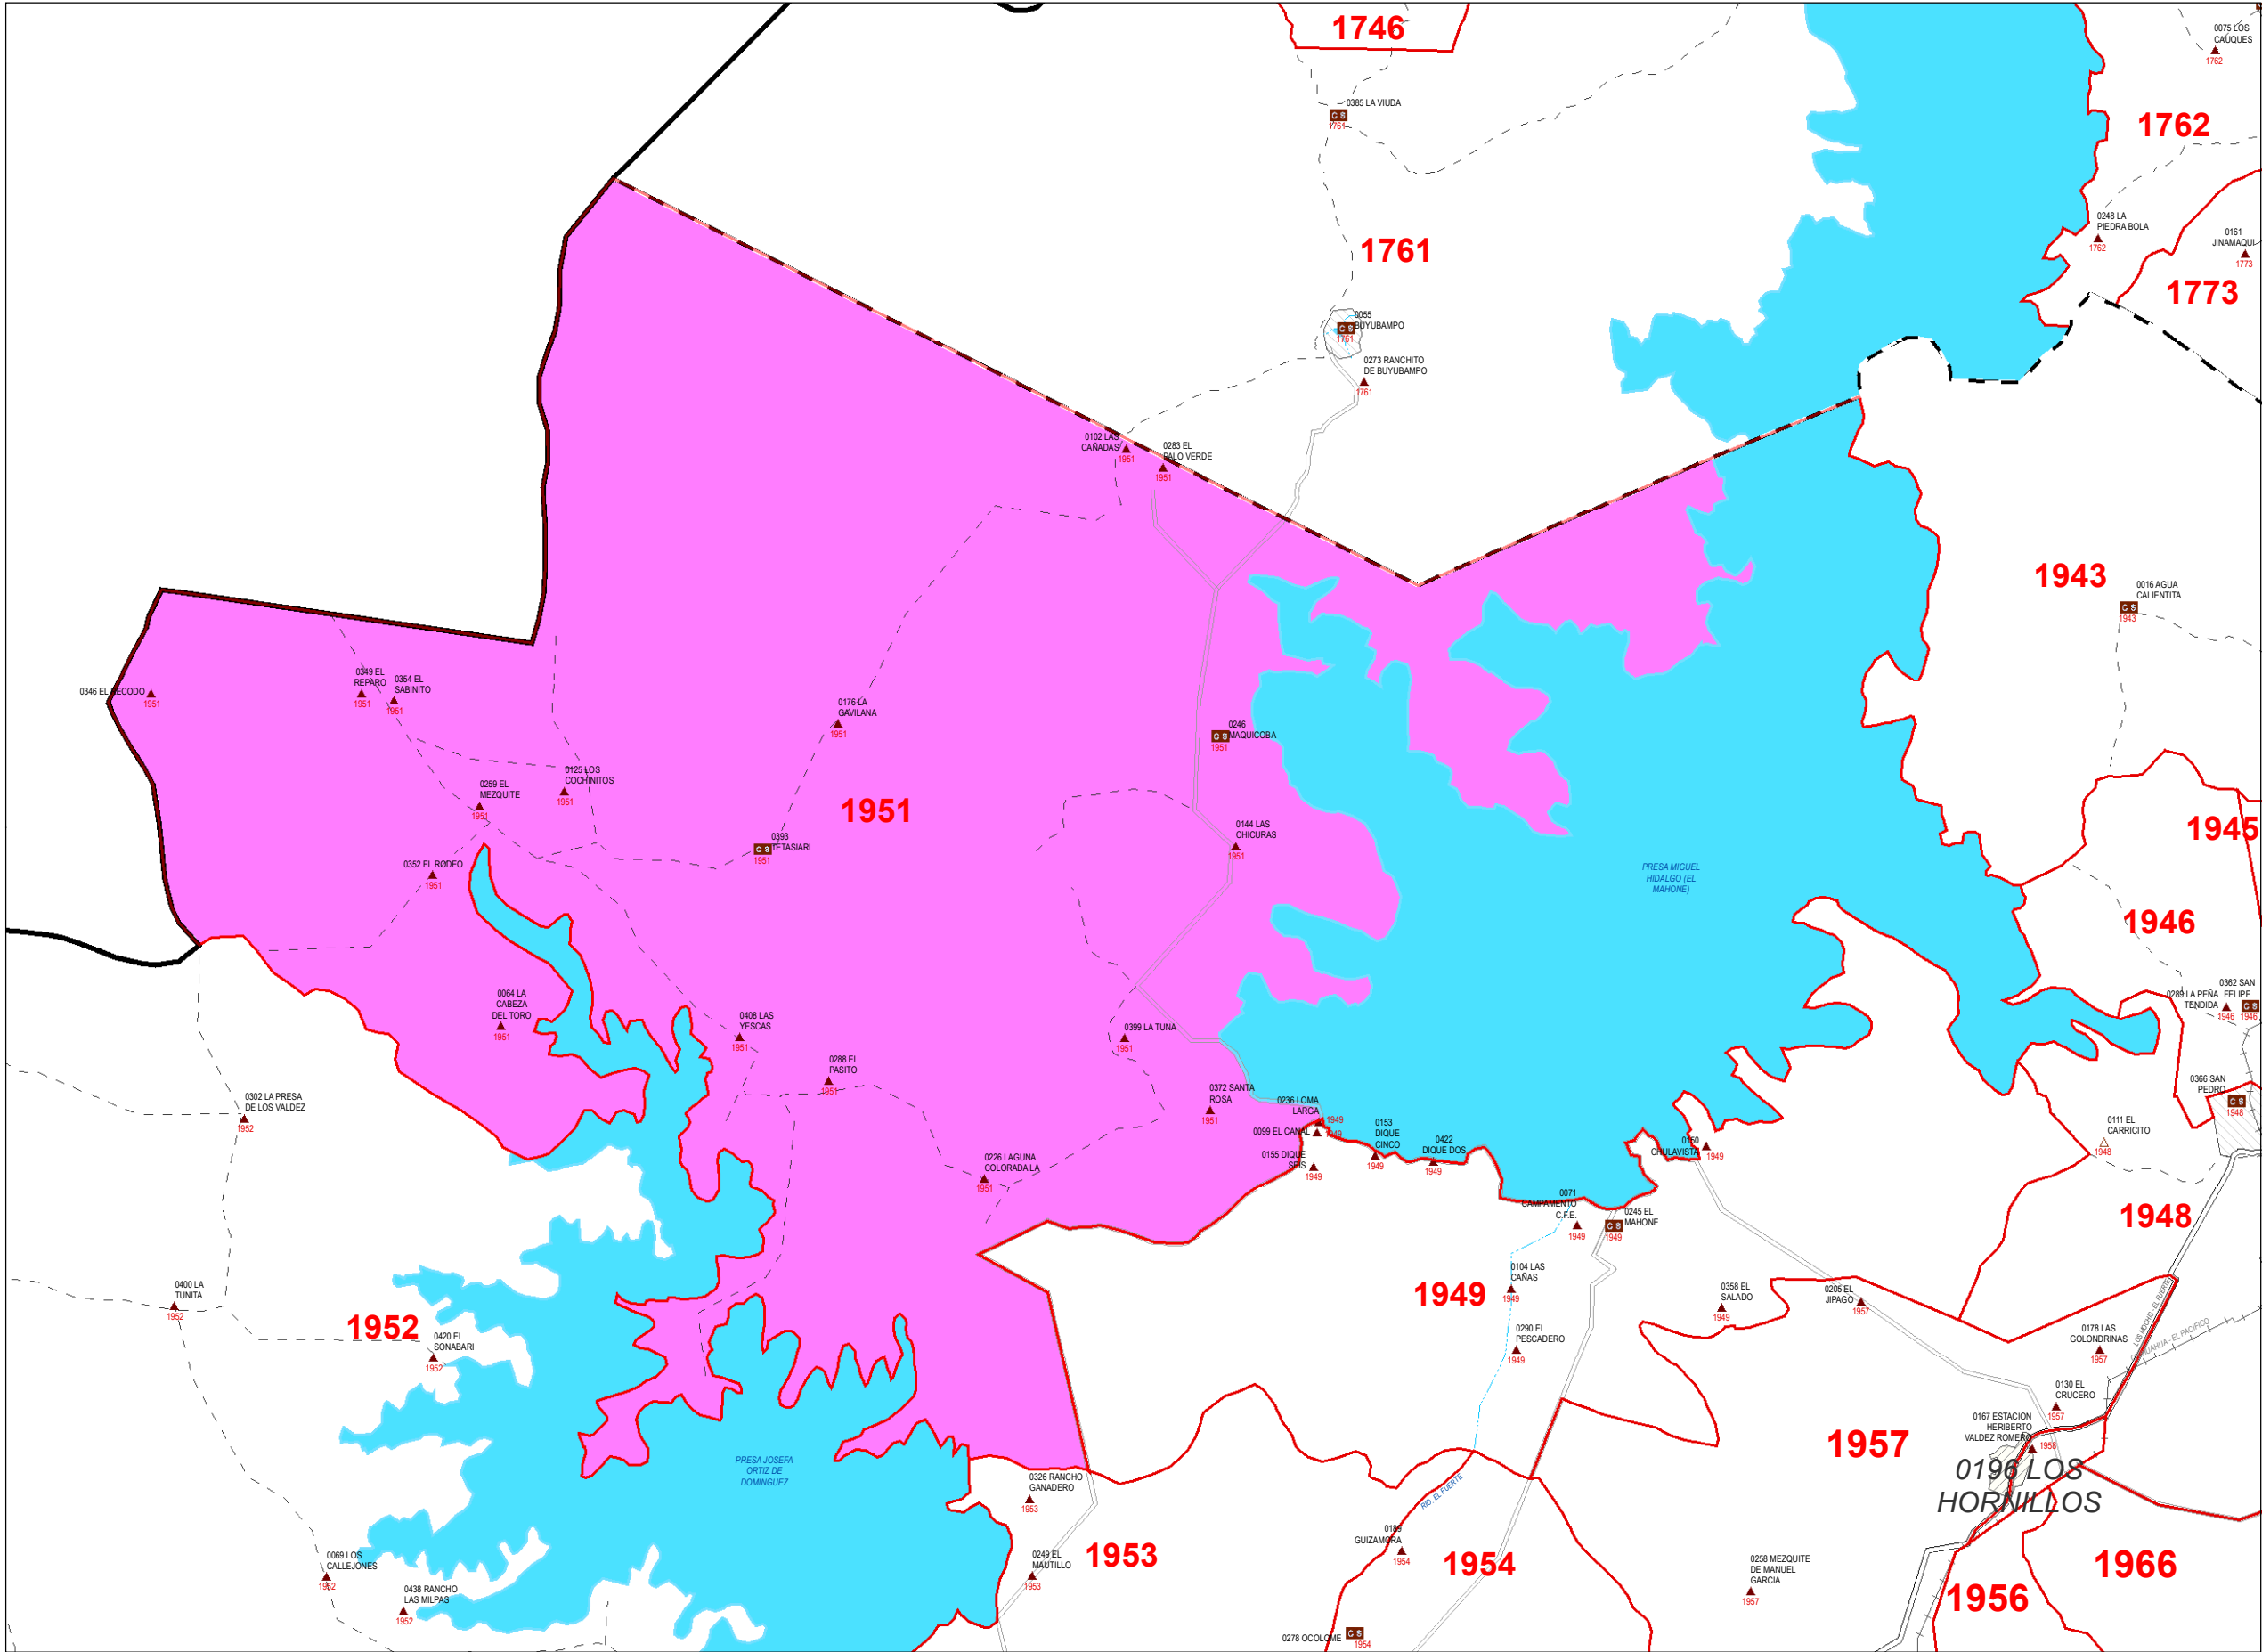 1746
0075 LOS
CAUQUES
1762
0385 LA VIUDA
C S
1761
1762
0248 LA
PIEDRA BOLA
1762
0161
JINAMAQUI
1773
1761
1773
0055
BUYUBAMPO
C S
1761
0273 RANCHITO
DE BUYUBAMPO
1761
0102 LAS
CAÑADAS
1951
0283 EL
PALO VERDE
1951
1943
0016 AGUA
CALIENTITA
C S
1943
0346 EL RECODO
1951
0349 EL
REPARO
1951
0354 EL
SABINITO
1951
0176 LA
GAVILANA
1951
0246
MAQUICOBA
C S
1951
0259 EL
MEZQUITE
1951
0125 LOS
COCHINITOS
1951
1951
0393
TETASIARI
C S
1951
0144 LAS
CHICURAS
1951
1945
0352 EL RODEO
1951
PRESA MIGUEL
HIDALGO (EL
MAHONE)
1946
0064 LA
CABEZA
DEL TORO
1951
0408 LAS
YESCAS
1951
0399 LA TUNA
1951
0289 LA PEÑA
TENDIDA
1946
0362 SAN
FELIPE
C S
1946
0288 EL
PASITO
1951
0372 SANTA
ROSA
1951
0302 LA PRESA
DE LOS VALDEZ
1952
0236 LOMA
LARGA
1949
0099 EL CANAL
1949
0155 DIQUE
SEIS
1949
0153
DIQUE
CINCO
1949
0422
DIQUE DOS
1949
0160
CHULAVISTA
1949
0111 EL
CARRICITO
1948
0366 SAN
PEDRO
C S
1948
0226 LAGUNA
COLORADA LA
1951
0071
CAMPAMENTO
C.F.E.
1949
0245 EL
MAHONE
C S
1949
1948
0400 LA
TUNITA
1952
1952
0420 EL
SONABARI
1952
1949
0104 LAS
CAÑAS
1949
0290 EL
PESCADERO
1949
0358 EL
SALADO
1949
0205 EL
JIPAGO
1957
LOS MOCHIS - EL FUERTE
CHIHUAHUA - EL PACIFICO
0178 LAS
GOLONDRINAS
1957
0130 EL
CRUCERO
1957
0167 ESTACION
HERIBERTO
VALDEZ ROMERO
1956
1957
0196 LOS
HORNILLOS
PRESA JOSEFA
ORTIZ DE
DOMINGUEZ
0326 RANCHO
GANADERO
1953
RIO EL FUERTE
0189
GUIZAMORA
1954
0249 EL
MAUTILLO
1953
1953
1954
0258 MEZQUITE
DE MANUEL
GARCIA
1957
1966
1956
0069 LOS
CALLEJONES
1952
0438 RANCHO
LAS MILPAS
1952
0278 OCOLOME
C S
1954